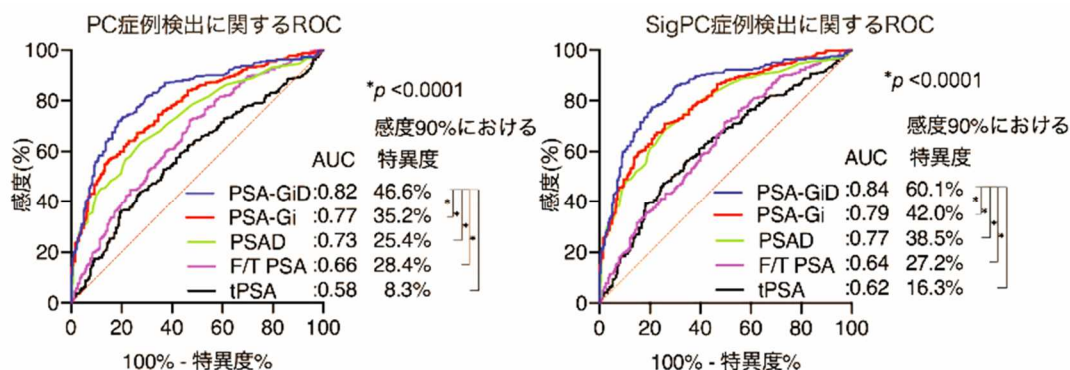 PC症例検出に関するROC
感度(%)
100
80
60
40
20
0
*p <0.0001
感度90%における
AUC 特異度
PSA-GiD :0.82 46.6%
PSA-Gi :0.77 35.2%
PSAD :0.73 25.4%
F/T PSA :0.66 28.4%
tPSA :0.58 8.3%
* * * *
0 20 40 60 80 100
100% - 特異度%
SigPC症例検出に関するROC
感度(%)
100
80
60
40
20
0
*p <0.0001
感度90%における
AUC 特異度
PSA-GiD :0.84 60.1%
PSA-Gi :0.79 42.0%
PSAD :0.77 38.5%
F/T PSA :0.64 27.2%
tPSA :0.62 16.3%
* * * *
0 20 40 60 80 100
100% - 特異度%